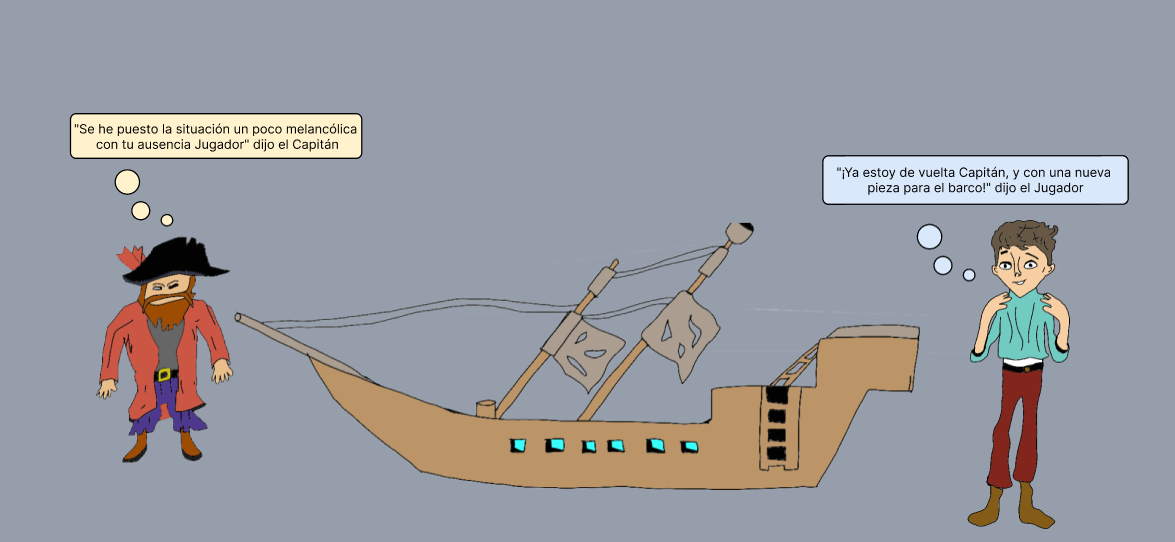 "Se he puesto la situación un poco melancólica
con tu ausencia Jugador" dijo el Capitán
"¡Ya estoy de vuelta Capitán, y con una nueva
pieza para el barco!" dijo el Jugador